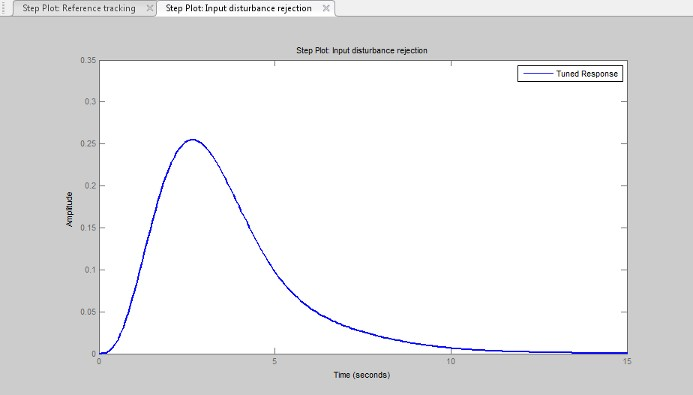 Step Plot: Reference tracking
Step Plot: Input disturbance rejection
Step Plot: Input disturbance rejection
Tuned Response
Amplitude
0.35
0.3
0.25
0.2
0.15
0.1
0.05
0
0 5 10 15
Time (seconds)